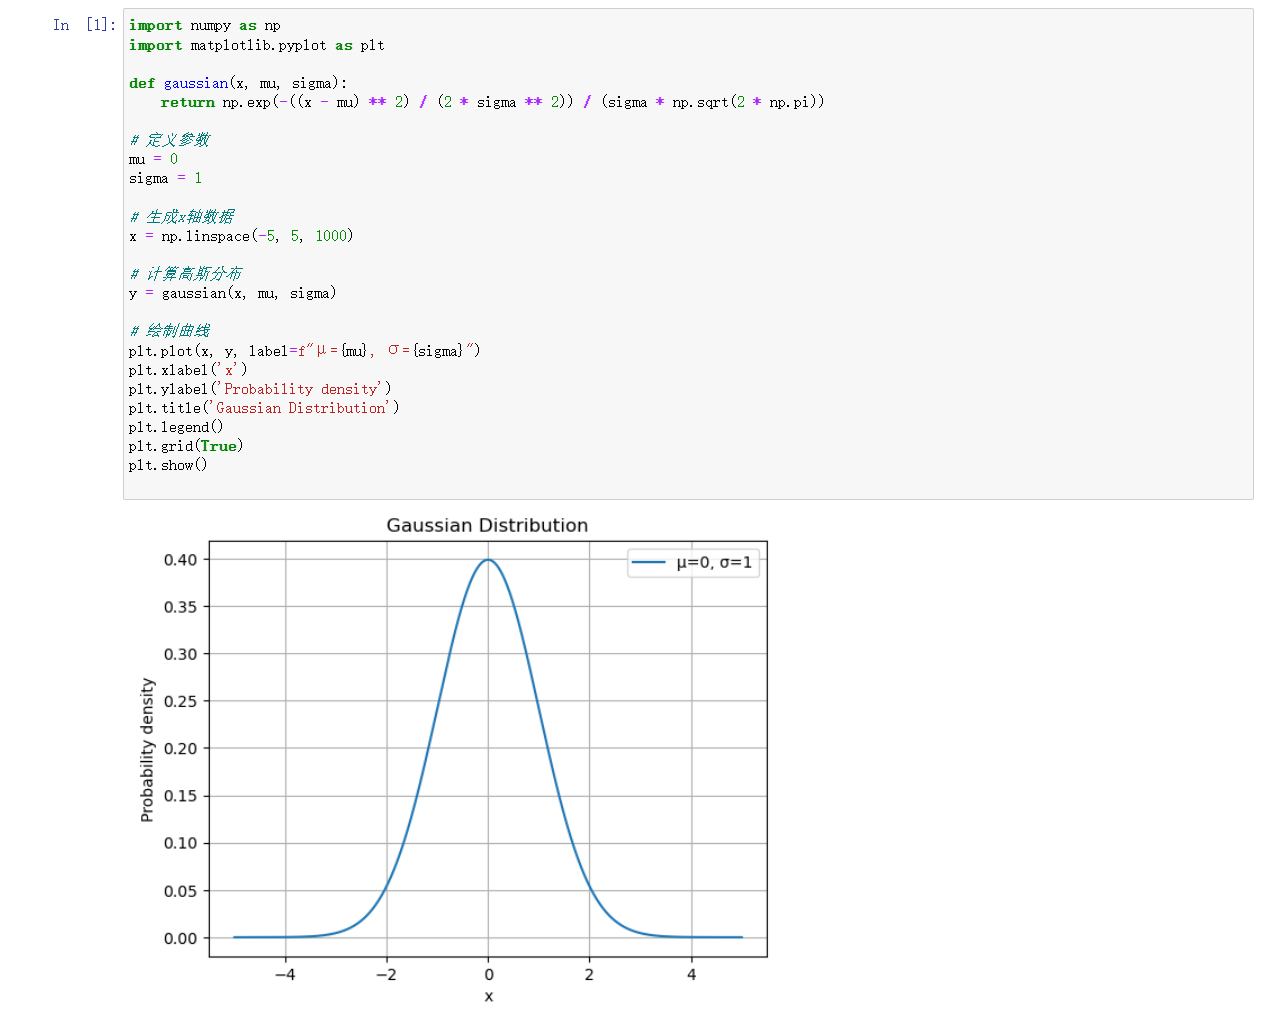 In [1]:
import numpy as np
import matplotlib.pyplot as plt
def gaussian(x, mu, sigma):
    return np.exp(-((x - mu) ** 2) / (2 * sigma ** 2)) / (sigma * np.sqrt(2 * np.pi))
# 定义参数
mu = 0
sigma = 1
# 生成x轴数据
x = np.linspace(-5, 5, 1000)
# 计算高斯分布
y = gaussian(x, mu, sigma)
# 绘制曲线
plt.plot(x, y, label=f"μ={mu}, σ={sigma}")
plt.xlabel('x')
plt.ylabel('Probability density')
plt.title('Gaussian Distribution')
plt.legend()
plt.grid(True)
plt.show()
Gaussian Distribution
μ=0, σ=1
Probability density
0.40
0.35
0.30
0.25
0.20
0.15
0.10
0.05
0.00
−4 −2 0 2 4
x